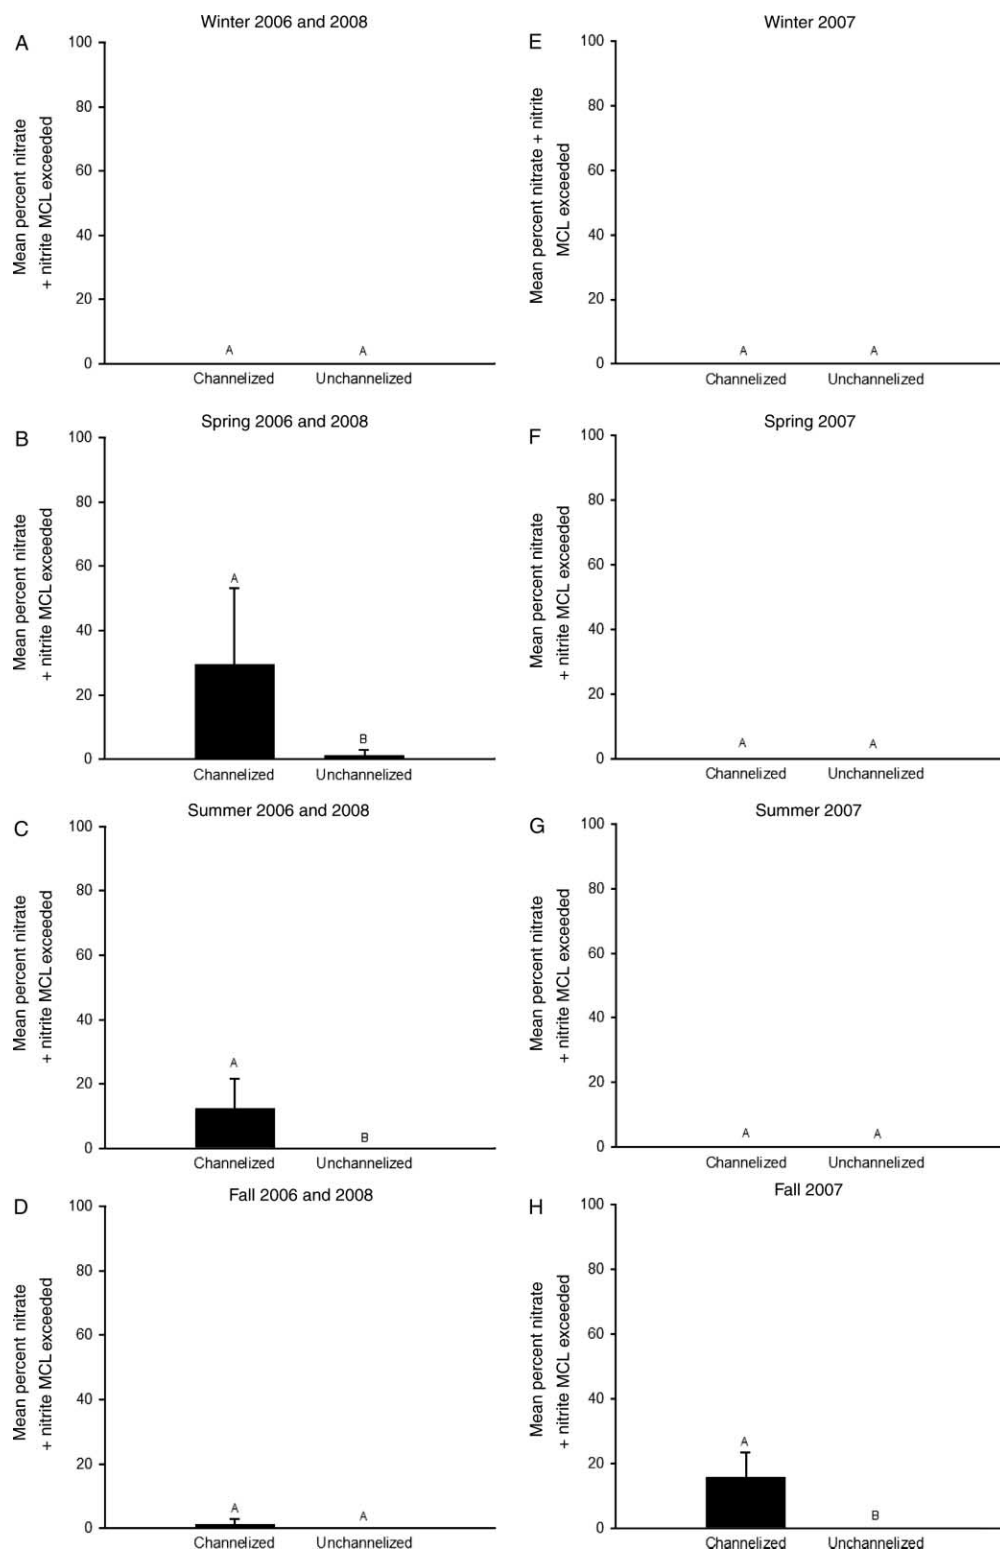 A
Winter 2006 and 2008
Mean percent nitrate
+ nitrite MCL exceeded
100
80
60
40
20
0
A
A
Channelized
Unchannelized
E
Winter 2007
Mean percent nitrate + nitrite
MCL exceeded
100
80
60
40
20
0
A
A
Channelized
Unchannelized
B
Spring 2006 and 2008
Mean percent nitrate
+ nitrite MCL exceeded
100
80
60
40
20
0
A
B
Channelized
Unchannelized
F
Spring 2007
Mean percent nitrate
+ nitrite MCL exceeded
100
80
60
40
20
0
A
A
Channelized
Unchannelized
C
Summer 2006 and 2008
Mean percent nitrate
+ nitrite MCL exceeded
100
80
60
40
20
0
A
B
Channelized
Unchannelized
G
Summer 2007
Mean percent nitrate
+ nitrite MCL exceeded
100
80
60
40
20
0
A
A
Channelized
Unchannelized
D
Fall 2006 and 2008
Mean percent nitrate
+ nitrite MCL exceeded
100
80
60
40
20
0
A
A
Channelized
Unchannelized
H
Fall 2007
Mean percent nitrate
+ nitrite MCL exceeded
100
80
60
40
20
0
A
B
Channelized
Unchannelized